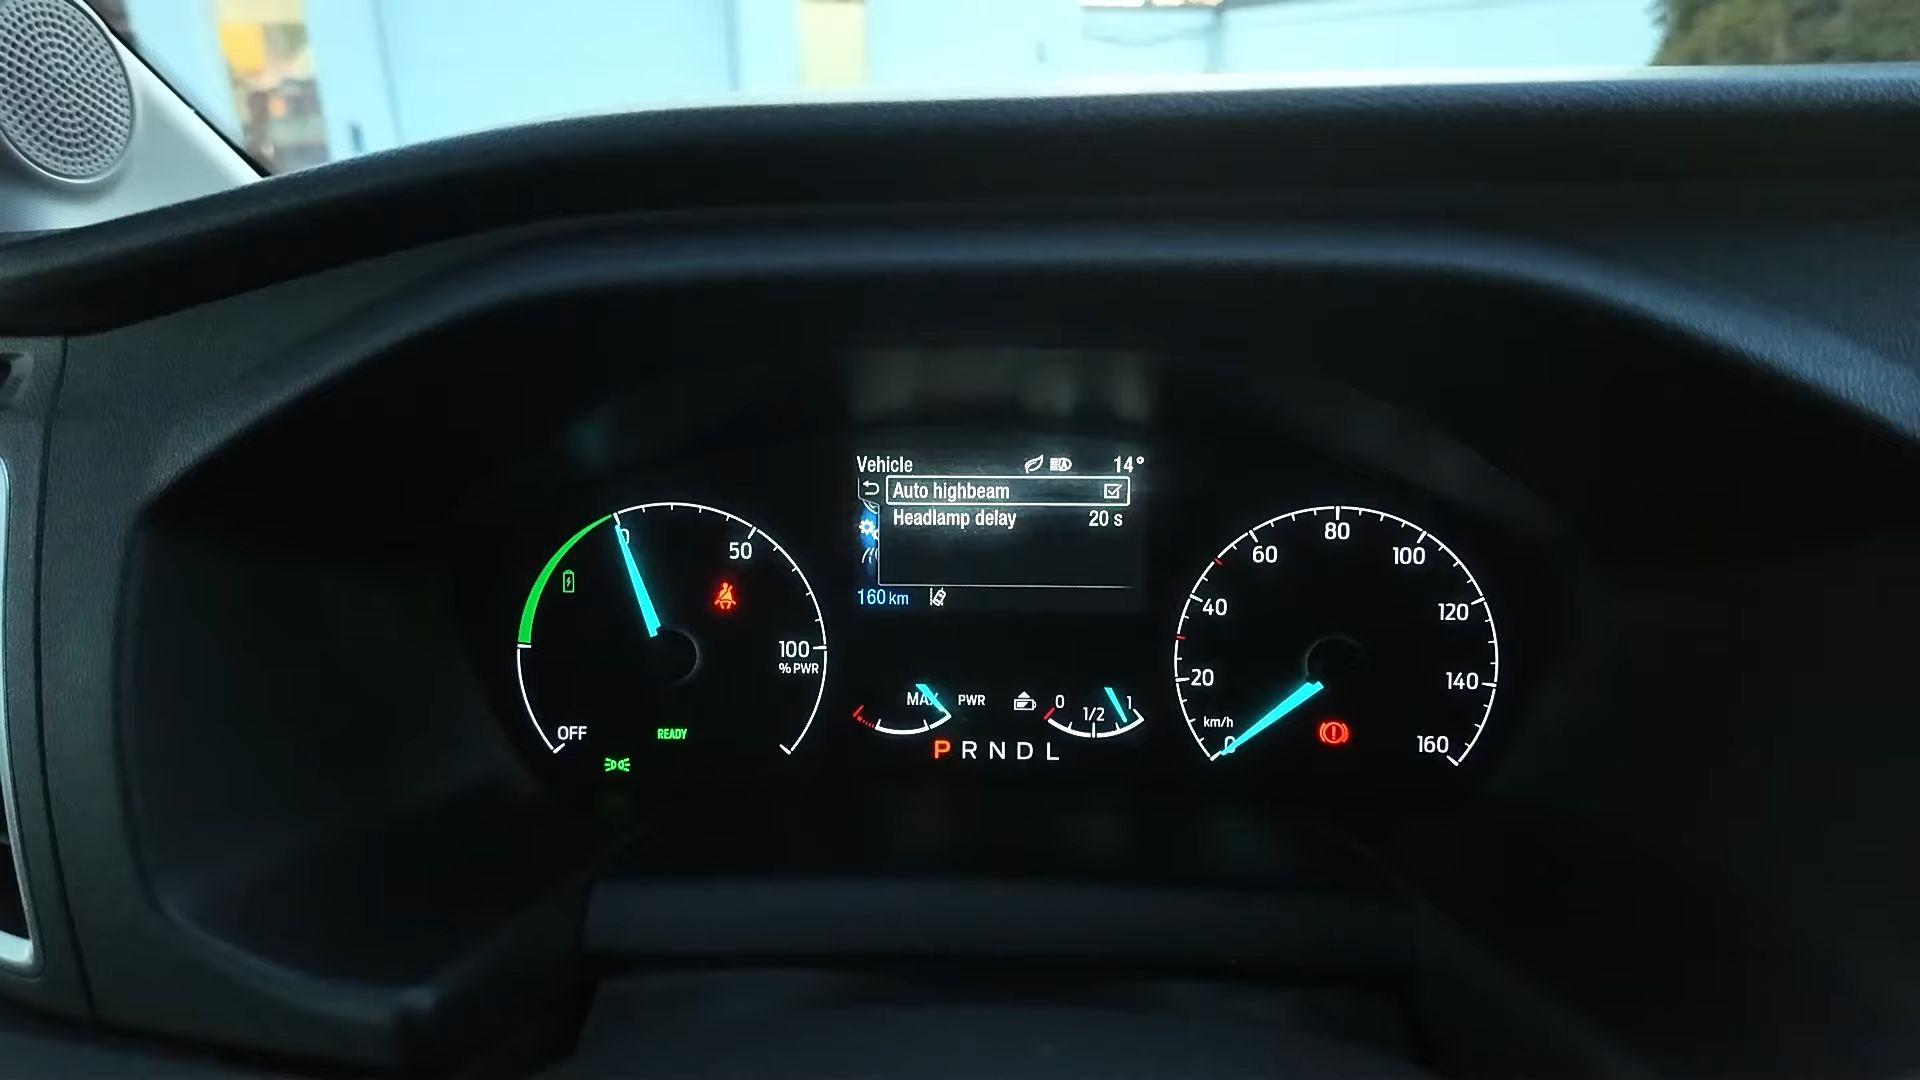 Vehicle 14°
Auto highbeam
Headlamp delay 20 s
160 km
0
50
100
% PWR
OFF
READY
MAX PWR
0 1/2 1
P R N D L
0
20
40
60
80
100
120
140
160
km/h